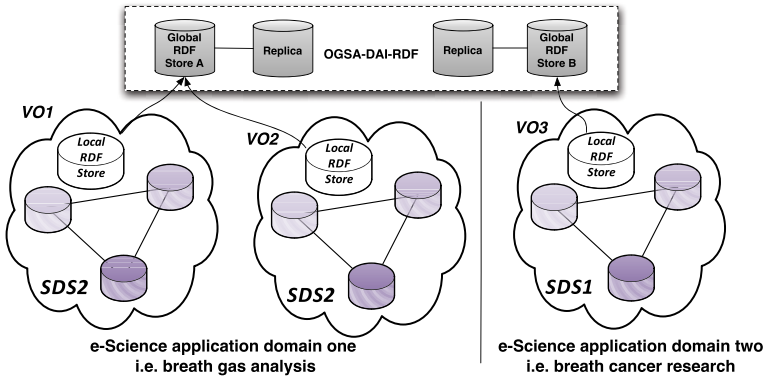 Global
RDF
Store A
Replica
OGSA-DAI-RDF
Replica
Global
RDF
Store B
VO1
Local
RDF
Store
SDS2
VO2
Local
RDF
Store
SDS2
VO3
Local
RDF
Store
SDS1
e-Science application domain one
i.e. breath gas analysis
e-Science application domain two
i.e. breath cancer research